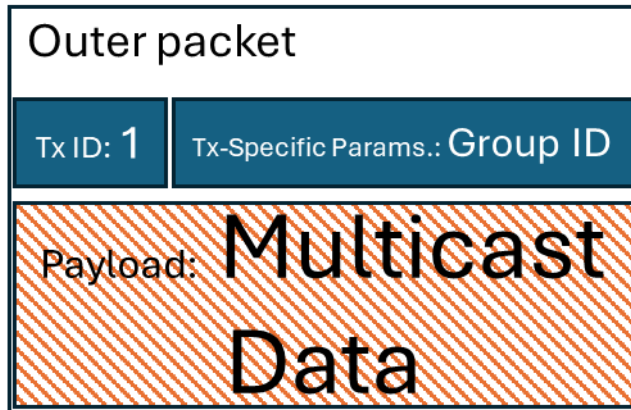 Outer packet
Tx ID: 1
Tx-Specific Params.: Group ID
Payload: Multicast
Data